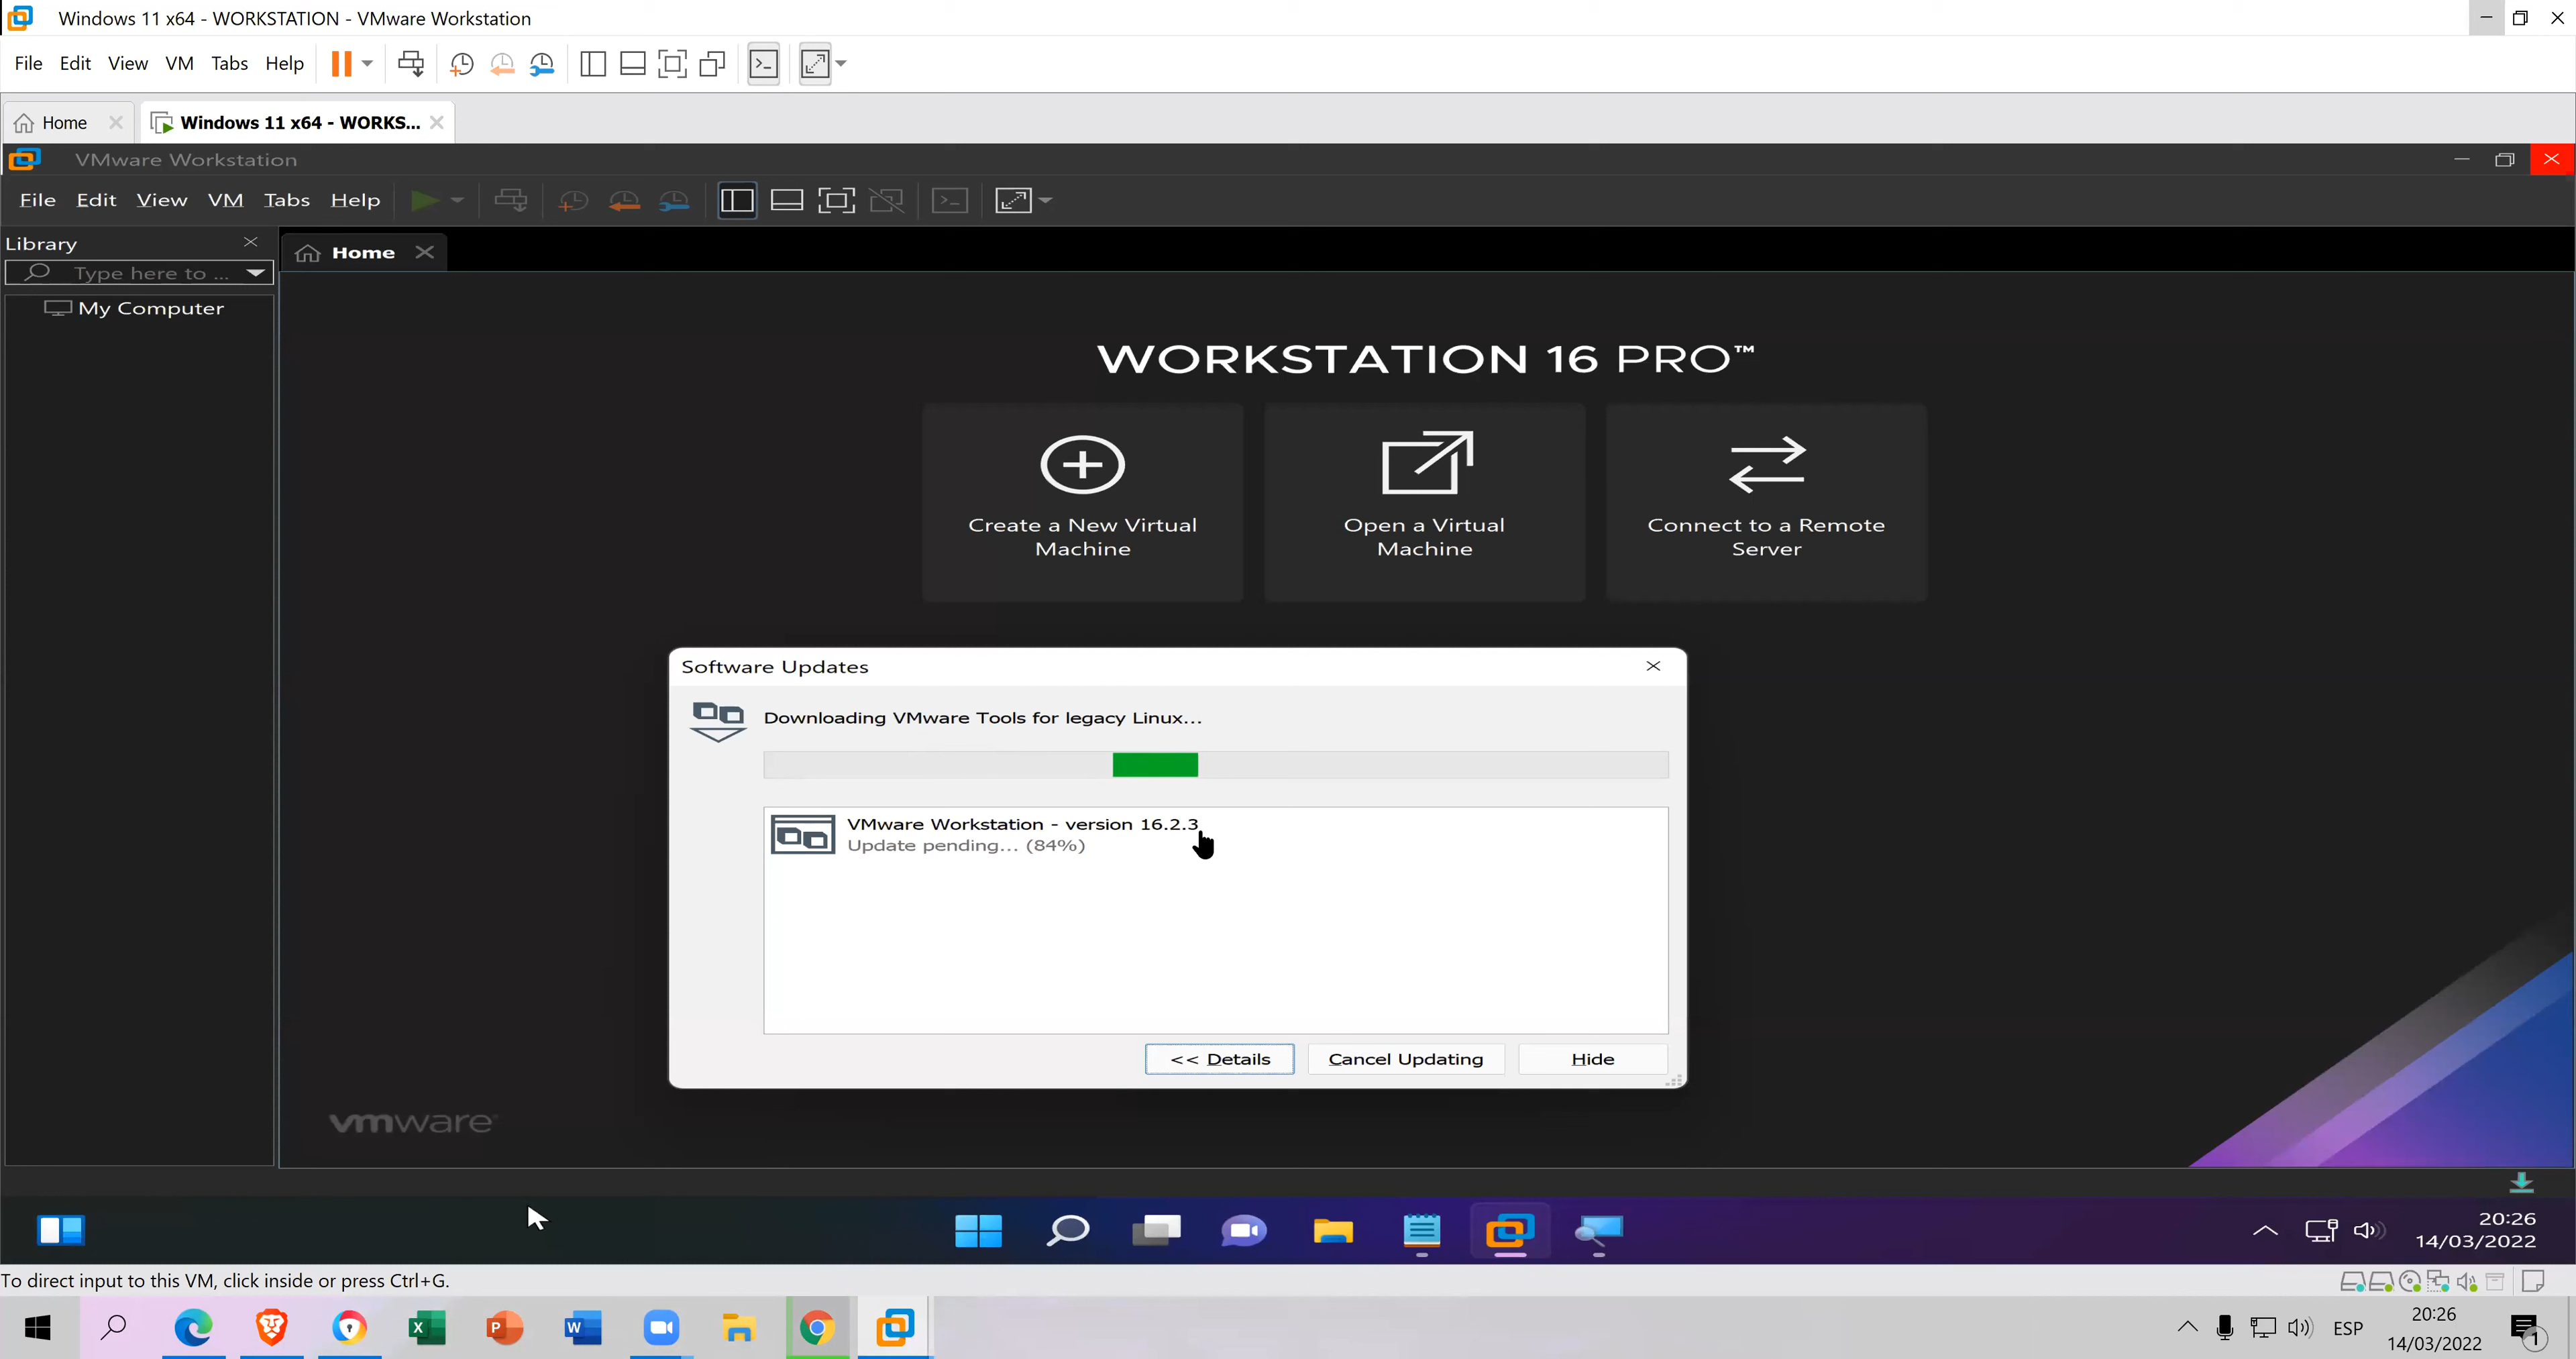 Windows 11 x64 - WORKSTATION - VMware Workstation
File Edit View VM Tabs Help
Home
Windows 11 x64 - WORKS...
VMware Workstation
File Edit View VM Tabs Help
Library
Home
Type here to ...
My Computer
WORKSTATION 16 PRO™
Create a New Virtual
Machine
Open a Virtual
Machine
Connect to a Remote
Server
Software Updates
Downloading VMware Tools for legacy Linux...
VMware Workstation - version 16.2.3
Update pending... (84%)
<< Details
Cancel Updating
Hide
vmware
20:26
14/03/2022
To direct input to this VM, click inside or press Ctrl+G.
ESP
20:26
14/03/2022
1